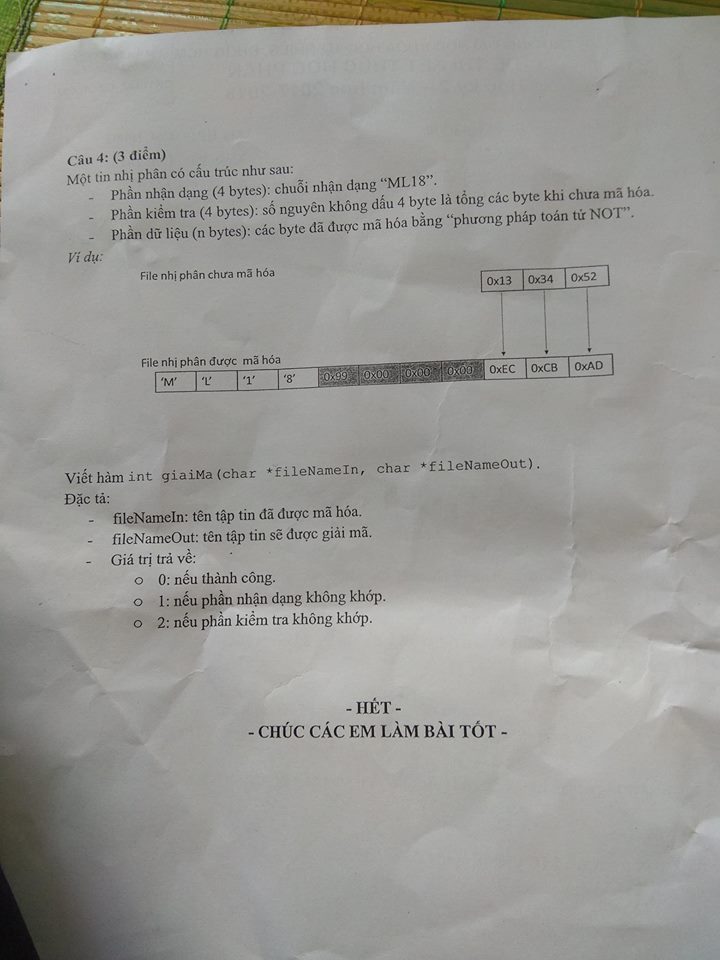 Câu 4: (3 điểm)
Một tin nhị phân có cấu trúc như sau:
- Phần nhận dạng (4 bytes): chuỗi nhận dạng “ML18”.
- Phần kiểm tra (4 bytes): số nguyên không dấu 4 byte là tổng các byte khi chưa mã hóa.
- Phần dữ liệu (n bytes): các byte đã được mã hóa bằng “phương pháp toán tử NOT”.
Ví dụ:
File nhị phân chưa mã hóa
0x13 0x34 0x52
File nhị phân được mã hóa
‘M’ ‘L’ ‘1’ ‘8’ 0x99 0x00 0x00 0x00 0xEC 0xCB 0xAD
Viết hàm int giaiMa(char *fileNameIn, char *fileNameOut).
Đặc tả:
- fileNameIn: tên tập tin đã được mã hóa.
- fileNameOut: tên tập tin sẽ được giải mã.
- Giá trị trả về:
o 0: nếu thành công.
o 1: nếu phần nhận dạng không khớp.
o 2: nếu phần kiểm tra không khớp.
- HẾT -
- CHÚC CÁC EM LÀM BÀI TỐT -